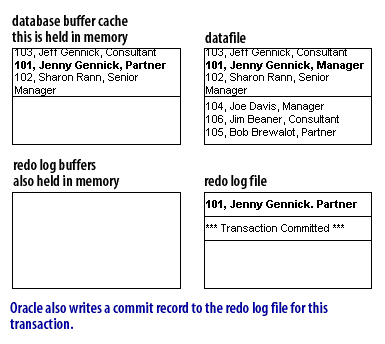 database buffer cache
this is held in memory
103, Jeff Gennick, Consultant
101, Jenny Gennick, Partner
102, Sharon Rann, Senior
Manager
datafile
103, Jeff Gennick, Consultant
101, Jenny Gennick, Manager
102, Sharon Rann, Senior
Manager
104, Joe Davis, Manager
106, Jim Beaner, Consultant
105, Bob Brewalot, Partner
redo log buffers
also held in memory
redo log file
101, Jenny Gennick. Partner
*** Transaction Committed ***
Oracle also writes a commit record to the redo log file for this
transaction.